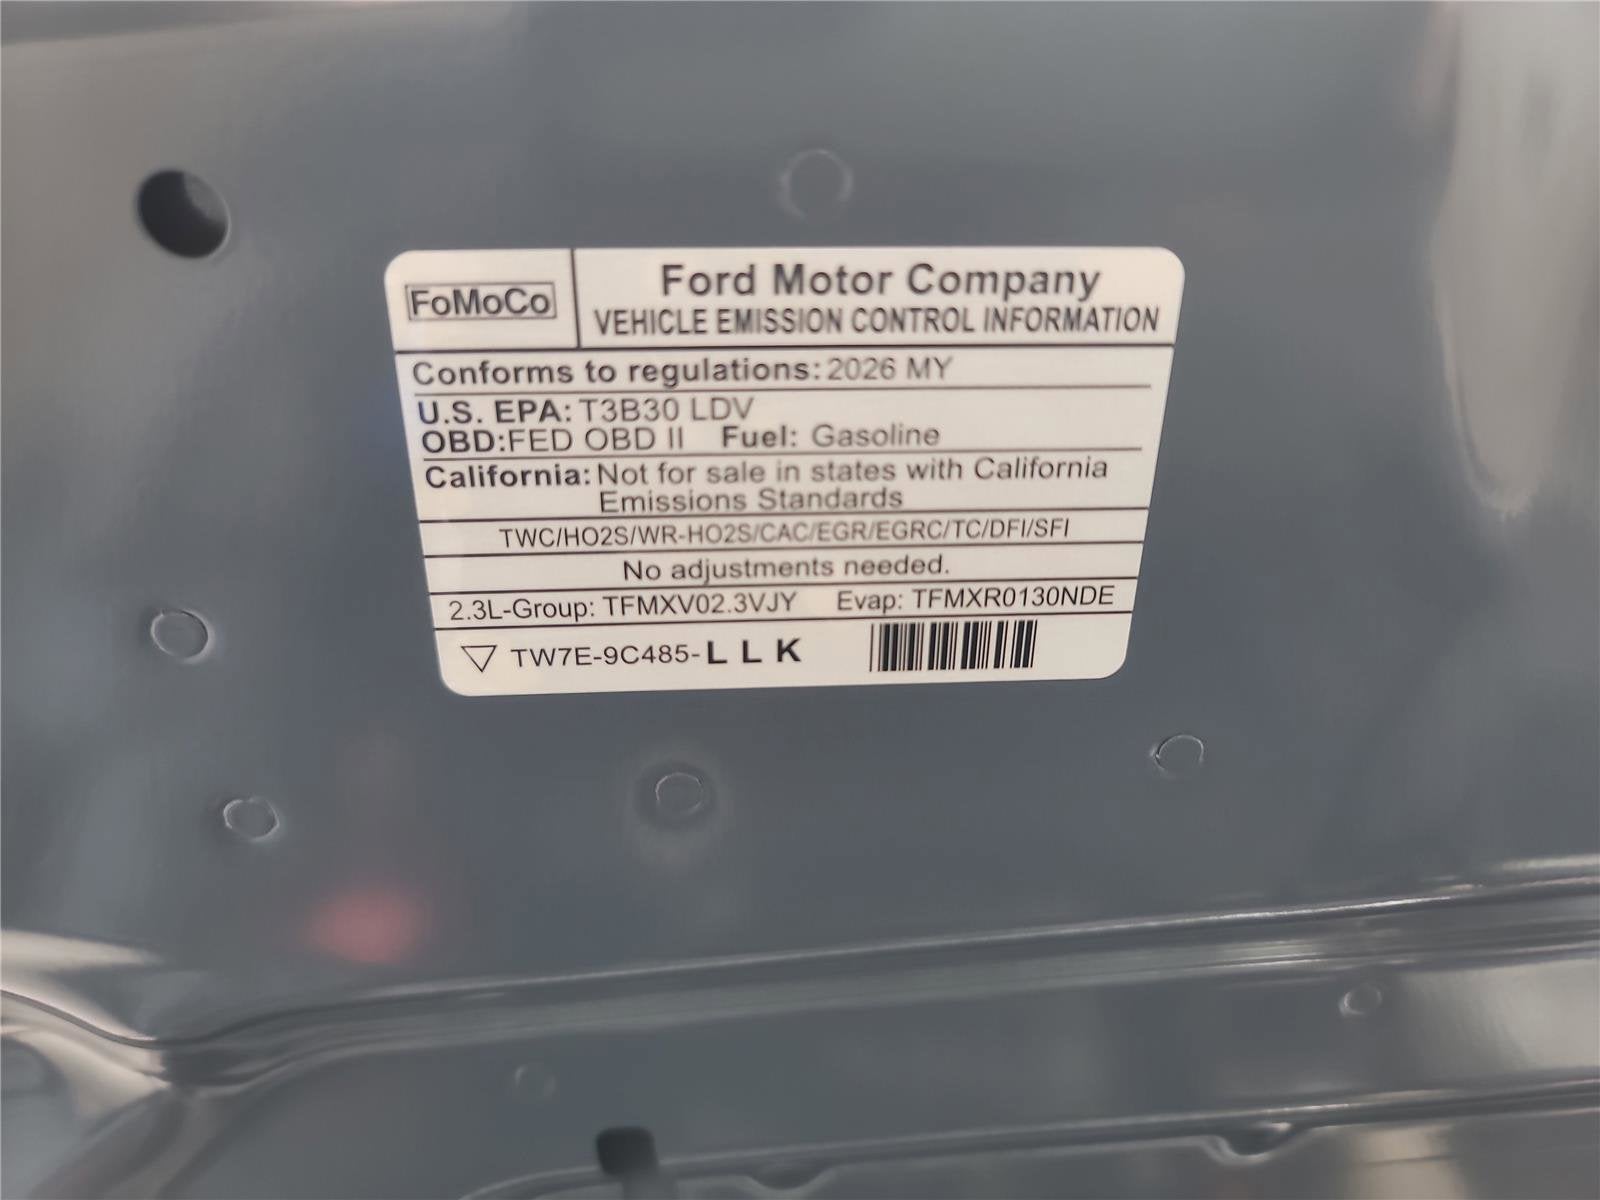 FoMoCo
Ford Motor Company
VEHICLE EMISSION CONTROL INFORMATION
Conforms to regulations: 2026 MY
U.S. EPA: T3B30 LDV
OBD: FED OBD II Fuel: Gasoline
California: Not for sale in states with California
Emissions Standards
TWC/HO2S/WR-HO2S/CAC/EGR/EGRC/TC/DFI/SFI
No adjustments needed.
2.3L-Group: TFMXV02.3VJY Evap: TFMXR0130NDE
TW7E-9C485-L L K